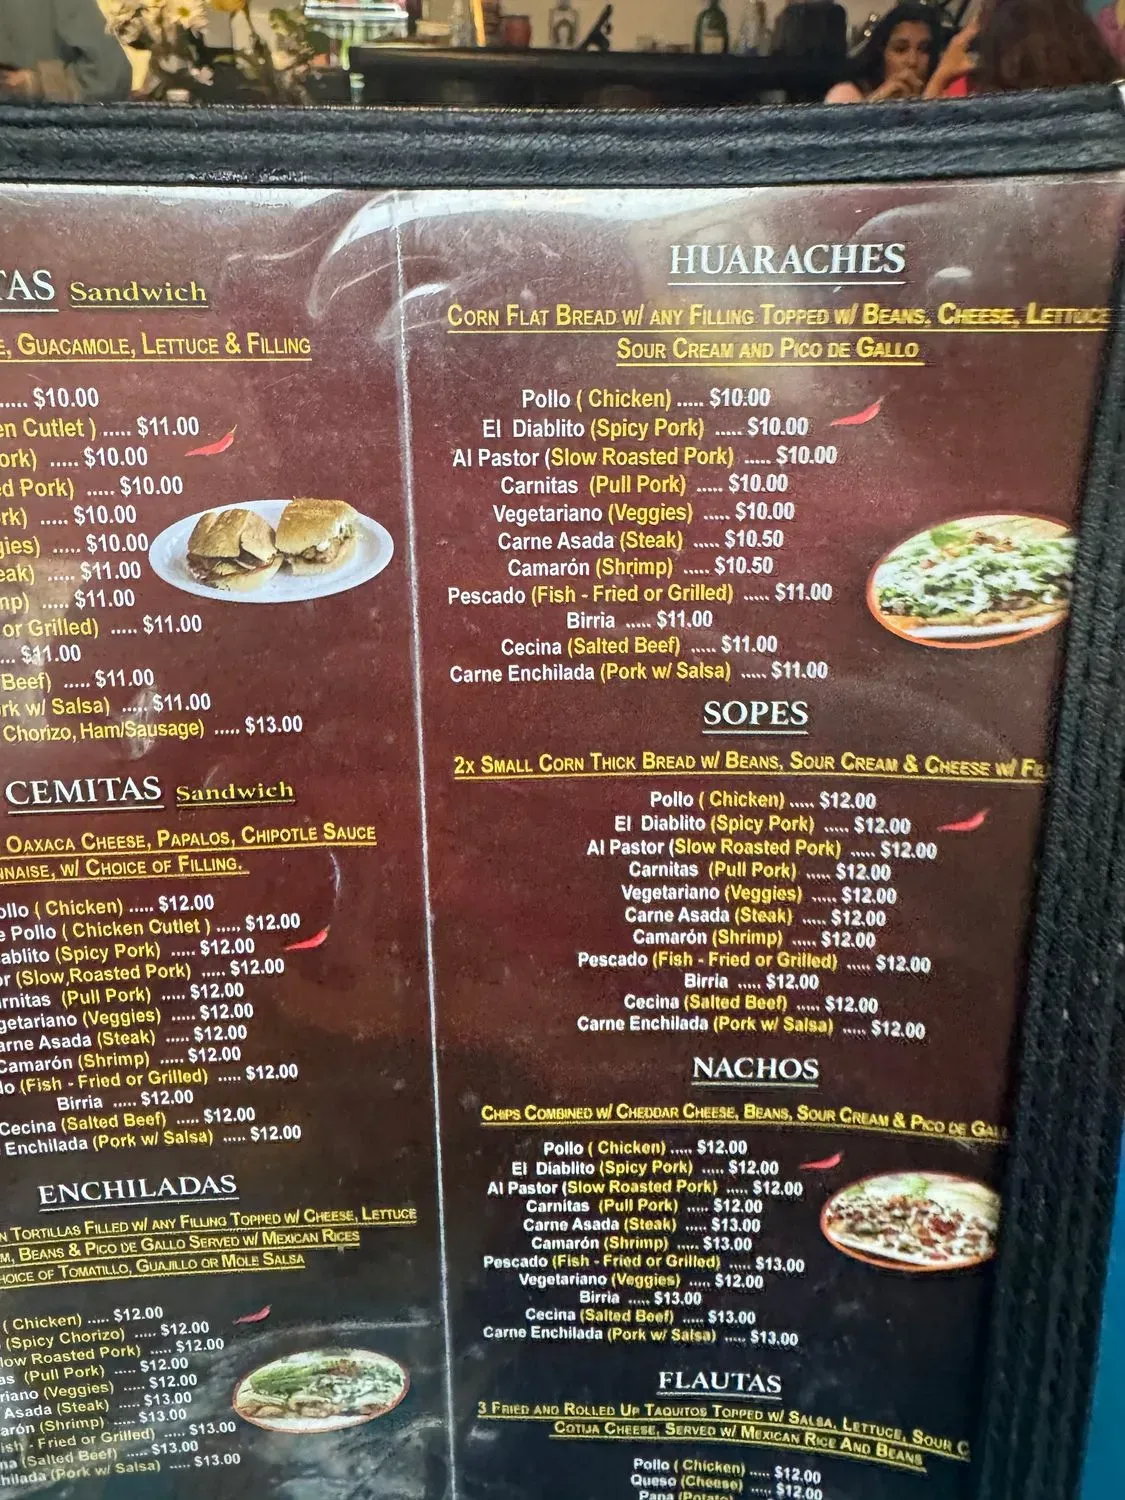 TAS Sandwich
E, GUACAMOLE, LETTUCE & FILLING
..... $10.00
en Cutlet ) ..... $11.00
ork) ..... $10.00
d Pork) ..... $10.00
rk) ..... $10.00
gies) ..... $10.00
eak) ..... $11.00
mp) ..... $11.00
or Grilled) ..... $11.00
... $11.00
Beef) ..... $11.00
rk w/ Salsa) ..... $11.00
Chorizo, Ham/Sausage) ..... $13.00
CEMITAS Sandwich
OAXACA CHEESE, PAPALOS, CHIPOTLE SAUCE
NNAISE, W/ CHOICE OF FILLING.
ollo ( Chicken) ..... $12.00
e Pollo ( Chicken Cutlet ) ..... $12.00
ablito (Spicy Pork) ..... $12.00
or (Slow Roasted Pork) ..... $12.00
rnitas (Pull Pork) ..... $12.00
getariano (Veggies) ..... $12.00
arne Asada (Steak) ..... $12.00
Camarón (Shrimp) ..... $12.00
do (Fish - Fried or Grilled) ..... $12.00
Birria ..... $12.00
Cecina (Salted Beef) ..... $12.00
Enchilada (Pork w/ Salsa) ..... $12.00
ENCHILADAS
N TORTILLAS FILLED W/ ANY FILLING TOPPED W/ CHEESE, LETTUCE
M, BEANS & PICO DE GALLO SERVED W/ MEXICAN RICES
HOICE OF TOMATILLO, GUAJILLO OR MOLE SALSA
( Chicken) ..... $12.00
(Spicy Chorizo) ..... $12.00
low Roasted Pork) ..... $12.00
as (Pull Pork) ..... $12.00
riano (Veggies) ..... $12.00
Asada (Steak) ..... $13.00
arón (Shrimp) ..... $13.00
ish - Fried or Grilled) ..... $13.00
na (Salted Beef) ..... $13.00
hilada (Pork w/ Salsa) ..... $13.00
HUARACHES
CORN FLAT BREAD W/ ANY FILLING TOPPED W/ BEANS, CHEESE, LETTUCE
SOUR CREAM AND PICO DE GALLO
Pollo ( Chicken) ..... $10.00
El Diablito (Spicy Pork) ..... $10.00
Al Pastor (Slow Roasted Pork) ..... $10.00
Carnitas (Pull Pork) ..... $10.00
Vegetariano (Veggies) ..... $10.00
Carne Asada (Steak) ..... $10.50
Camarón (Shrimp) ..... $10.50
Pescado (Fish - Fried or Grilled) ..... $11.00
Birria ..... $11.00
Cecina (Salted Beef) ..... $11.00
Carne Enchilada (Pork w/ Salsa) ..... $11.00
SOPES
2X SMALL CORN THICK BREAD W/ BEANS, SOUR CREAM & CHEESE W/ FI
Pollo ( Chicken) ..... $12.00
El Diablito (Spicy Pork) ..... $12.00
Al Pastor (Slow Roasted Pork) ..... $12.00
Carnitas (Pull Pork) ..... $12.00
Vegetariano (Veggies) ..... $12.00
Carne Asada (Steak) ..... $12.00
Camarón (Shrimp) ..... $12.00
Pescado (Fish - Fried or Grilled) ..... $12.00
Birria ..... $12.00
Cecina (Salted Beef) ..... $12.00
Carne Enchilada (Pork w/ Salsa) ..... $12.00
NACHOS
CHIPS COMBINED W/ CHEDDAR CHEESE, BEANS, SOUR CREAM & PICO DE GAL
Pollo ( Chicken) ..... $12.00
El Diablito (Spicy Pork) ..... $12.00
Al Pastor (Slow Roasted Pork) ..... $12.00
Carnitas (Pull Pork) ..... $12.00
Carne Asada (Steak) ..... $13.00
Camarón (Shrimp) ..... $13.00
Pescado (Fish - Fried or Grilled) ..... $13.00
Vegetariano (Veggies) ..... $12.00
Birria ..... $13.00
Cecina (Salted Beef) ..... $13.00
Carne Enchilada (Pork w/ Salsa) ..... $13.00
FLAUTAS
3 FRIED AND ROLLED UP TAQUITOS TOPPED W/ SALSA, LETTUCE, SOUR C
COTIJA CHEESE, SERVED W/ MEXICAN RICE AND BEANS
Pollo ( Chicken) ..... $12.00
Queso (Cheese) ..... $12.00
Papa (Potato)